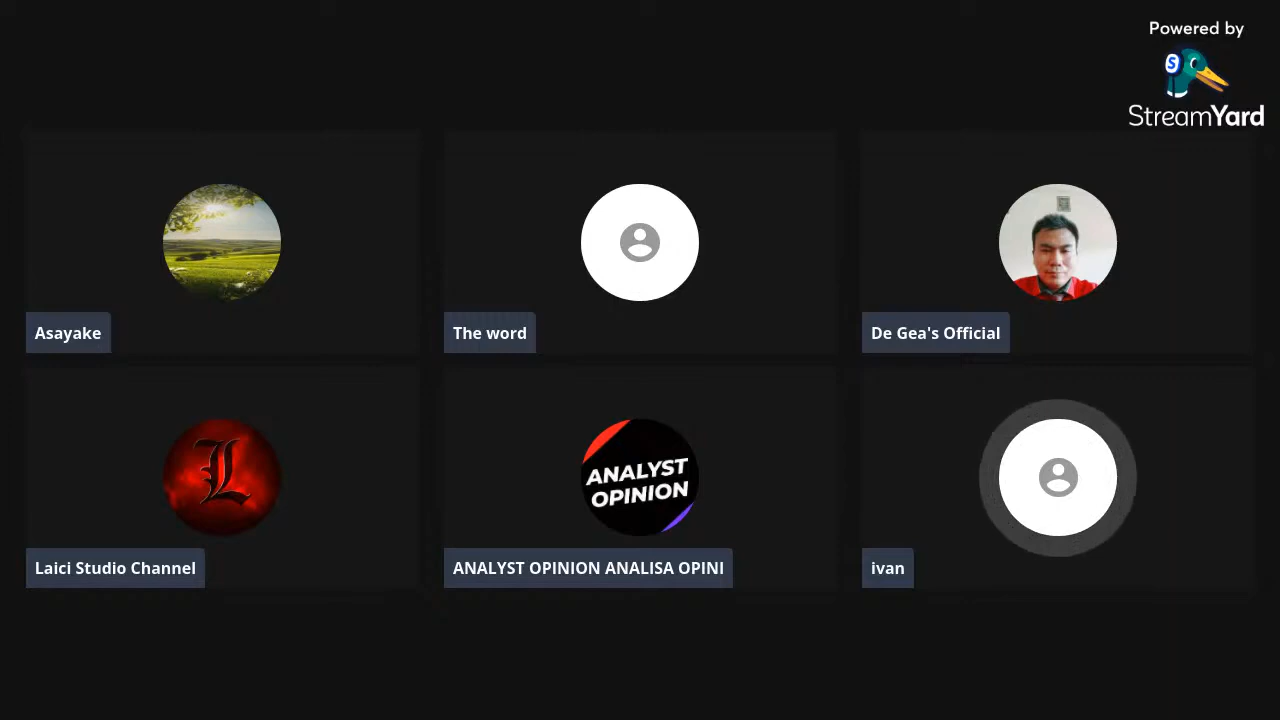 Powered by
StreamYard
Asayake
The word
De Gea's Official
L
ANALYST
OPINION
Laici Studio Channel
ANALYST OPINION ANALISA OPINI
ivan